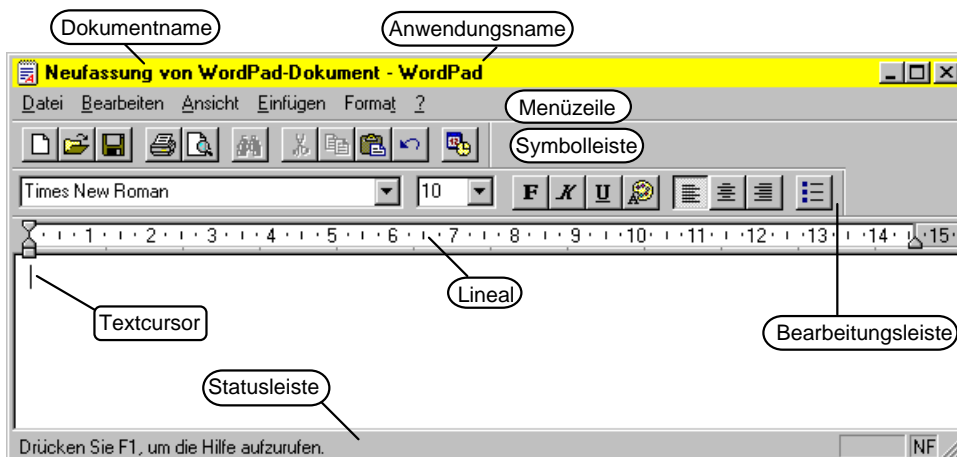 Dokumentname
Anwendungsname
Neufassung von WordPad-Dokument - WordPad
Datei Bearbeiten Ansicht Einfügen Format ?
Menüzeile
Symbolleiste
Times New Roman 10 F K U
1 2 3 4 5 6 7 8 9 10 11 12 13 14 15
Lineal
Textcursor
Bearbeitungsleiste
Statusleiste
Drücken Sie F1, um die Hilfe aufzurufen. NF